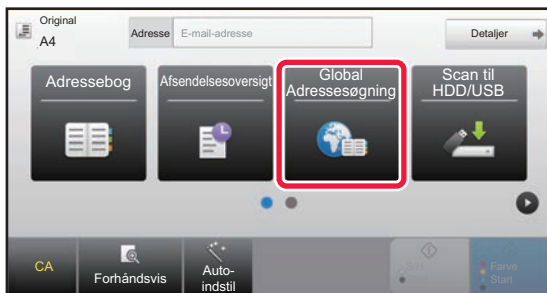 Original
A4
Adresse
E-mail-adresse
Detaljer
Adressebog
Afsendelsesoversigt
Global
Adressesøgning
Scan til
HDD/USB
CA
Forhåndsvis
Auto-
indstil
Farve
Start